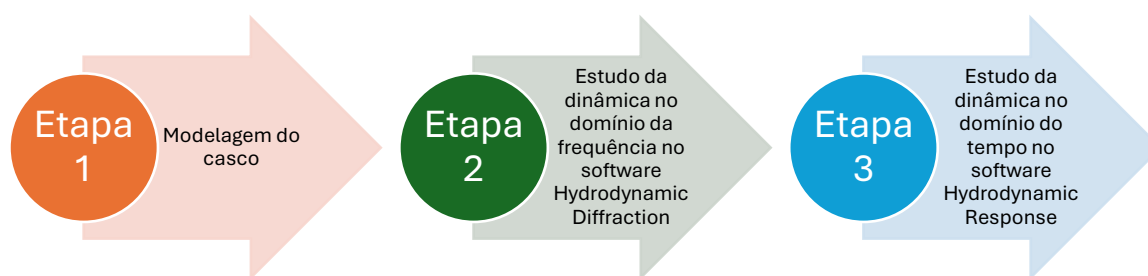 Etapa
1
Modelagem do
casco
Etapa
2
Estudo da
dinâmica no
domínio da
frequência no
software
Hydrodynamic
Diffraction
Etapa
3
Estudo da
dinâmica no
domínio do
tempo no
software
Hydrodynamic
Response